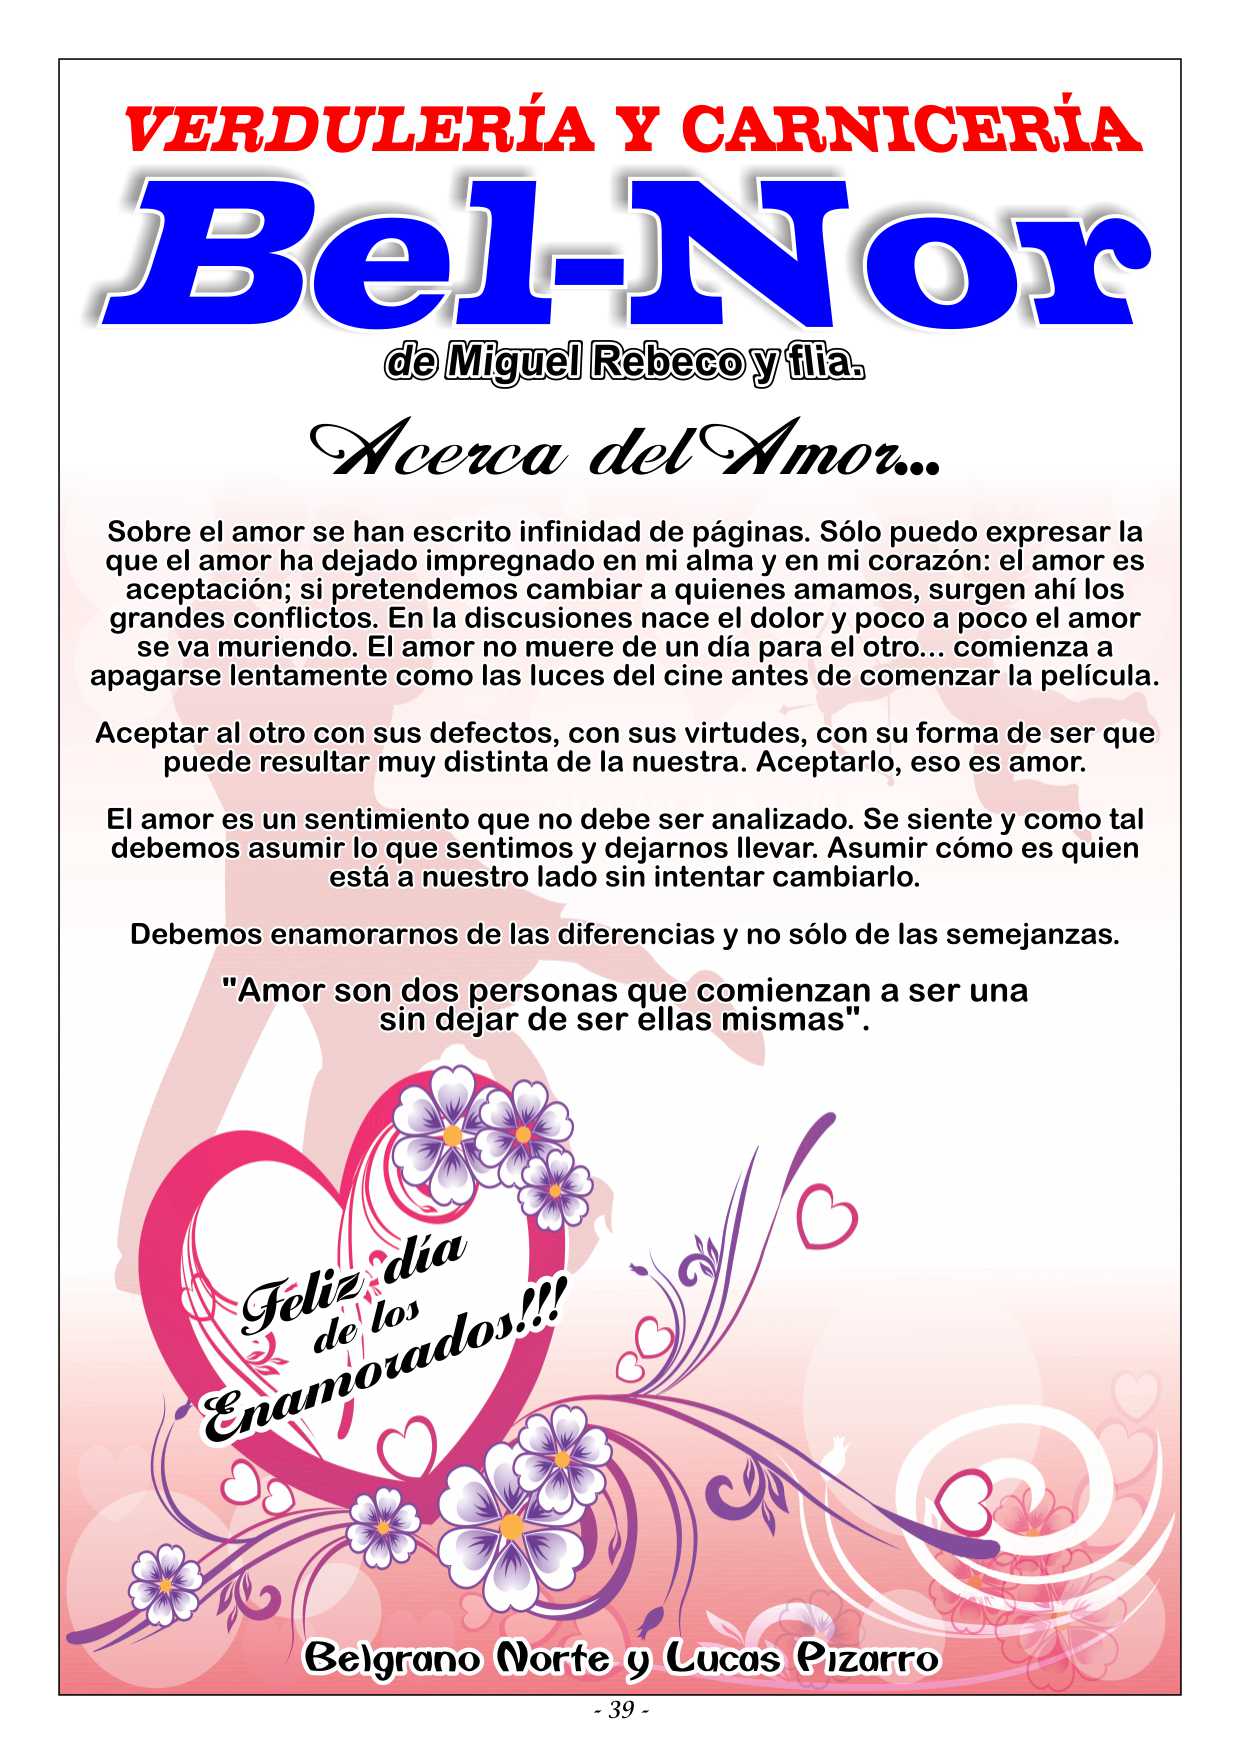 VERDULERÍA Y CARNICERÍA
Bel-Nor
de Miguel Rebeco y flia.
Acerca del Amor...
Sobre el amor se han escrito infinidad de páginas. Sólo puedo expresar la
que el amor ha dejado impregnado en mi alma y en mi corazón: el amor es
aceptación; si pretendemos cambiar a quienes amamos, surgen ahí los
grandes conflictos. En la discusiones nace el dolor y poco a poco el amor
se va muriendo. El amor no muere de un día para el otro... comienza a
apagarse lentamente como las luces del cine antes de comenzar la película.
Aceptar al otro con sus defectos, con sus virtudes, con su forma de ser que
puede resultar muy distinta de la nuestra. Aceptarlo, eso es amor.
El amor es un sentimiento que no debe ser analizado. Se siente y como tal
debemos asumir lo que sentimos y dejarnos llevar. Asumir cómo es quien
está a nuestro lado sin intentar cambiarlo.
Debemos enamorarnos de las diferencias y no sólo de las semejanzas.
"Amor son dos personas que comienzan a ser una
sin dejar de ser ellas mismas".
Feliz día
de los
Enamorados!!!
Belgrano Norte y Lucas Pizarro
- 39 -